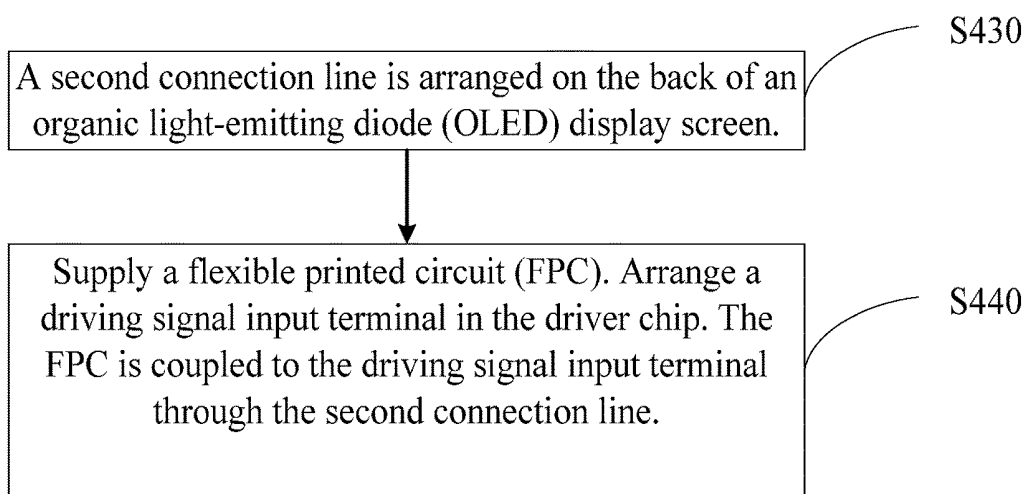 S430
A second connection line is arranged on the back of an
organic light-emitting diode (OLED) display screen.
Supply a flexible printed circuit (FPC). Arrange a
driving signal input terminal in the driver chip. The
FPC is coupled to the driving signal input terminal
through the second connection line.
S440